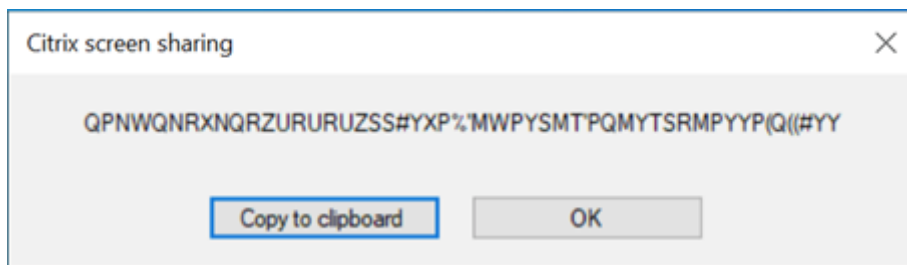 Citrix screen sharing
QPNWQNRXNQRZURURUZSS#YXP%'MWPYSMT'PQMYTSRMPYYP(Q((#YY
Copy to clipboard OK